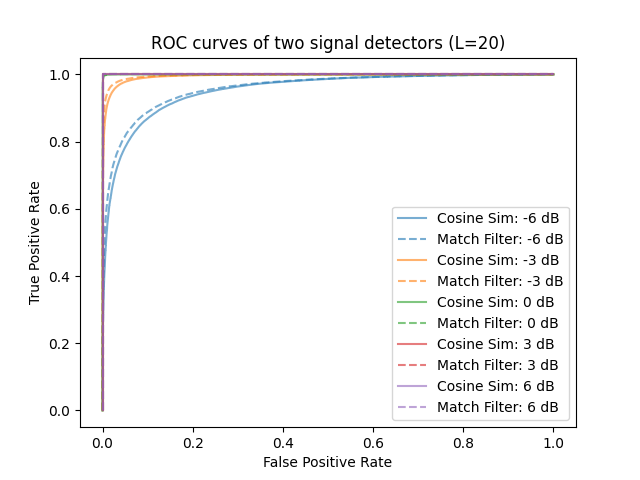 ROC curves of two signal detectors (L=20)
True Positive Rate
1.0
0.8
0.6
0.4
0.2
0.0
Cosine Sim: -6 dB
Match Filter: -6 dB
Cosine Sim: -3 dB
Match Filter: -3 dB
Cosine Sim: 0 dB
Match Filter: 0 dB
Cosine Sim: 3 dB
Match Filter: 3 dB
Cosine Sim: 6 dB
Match Filter: 6 dB
0.0 0.2 0.4 0.6 0.8 1.0
False Positive Rate